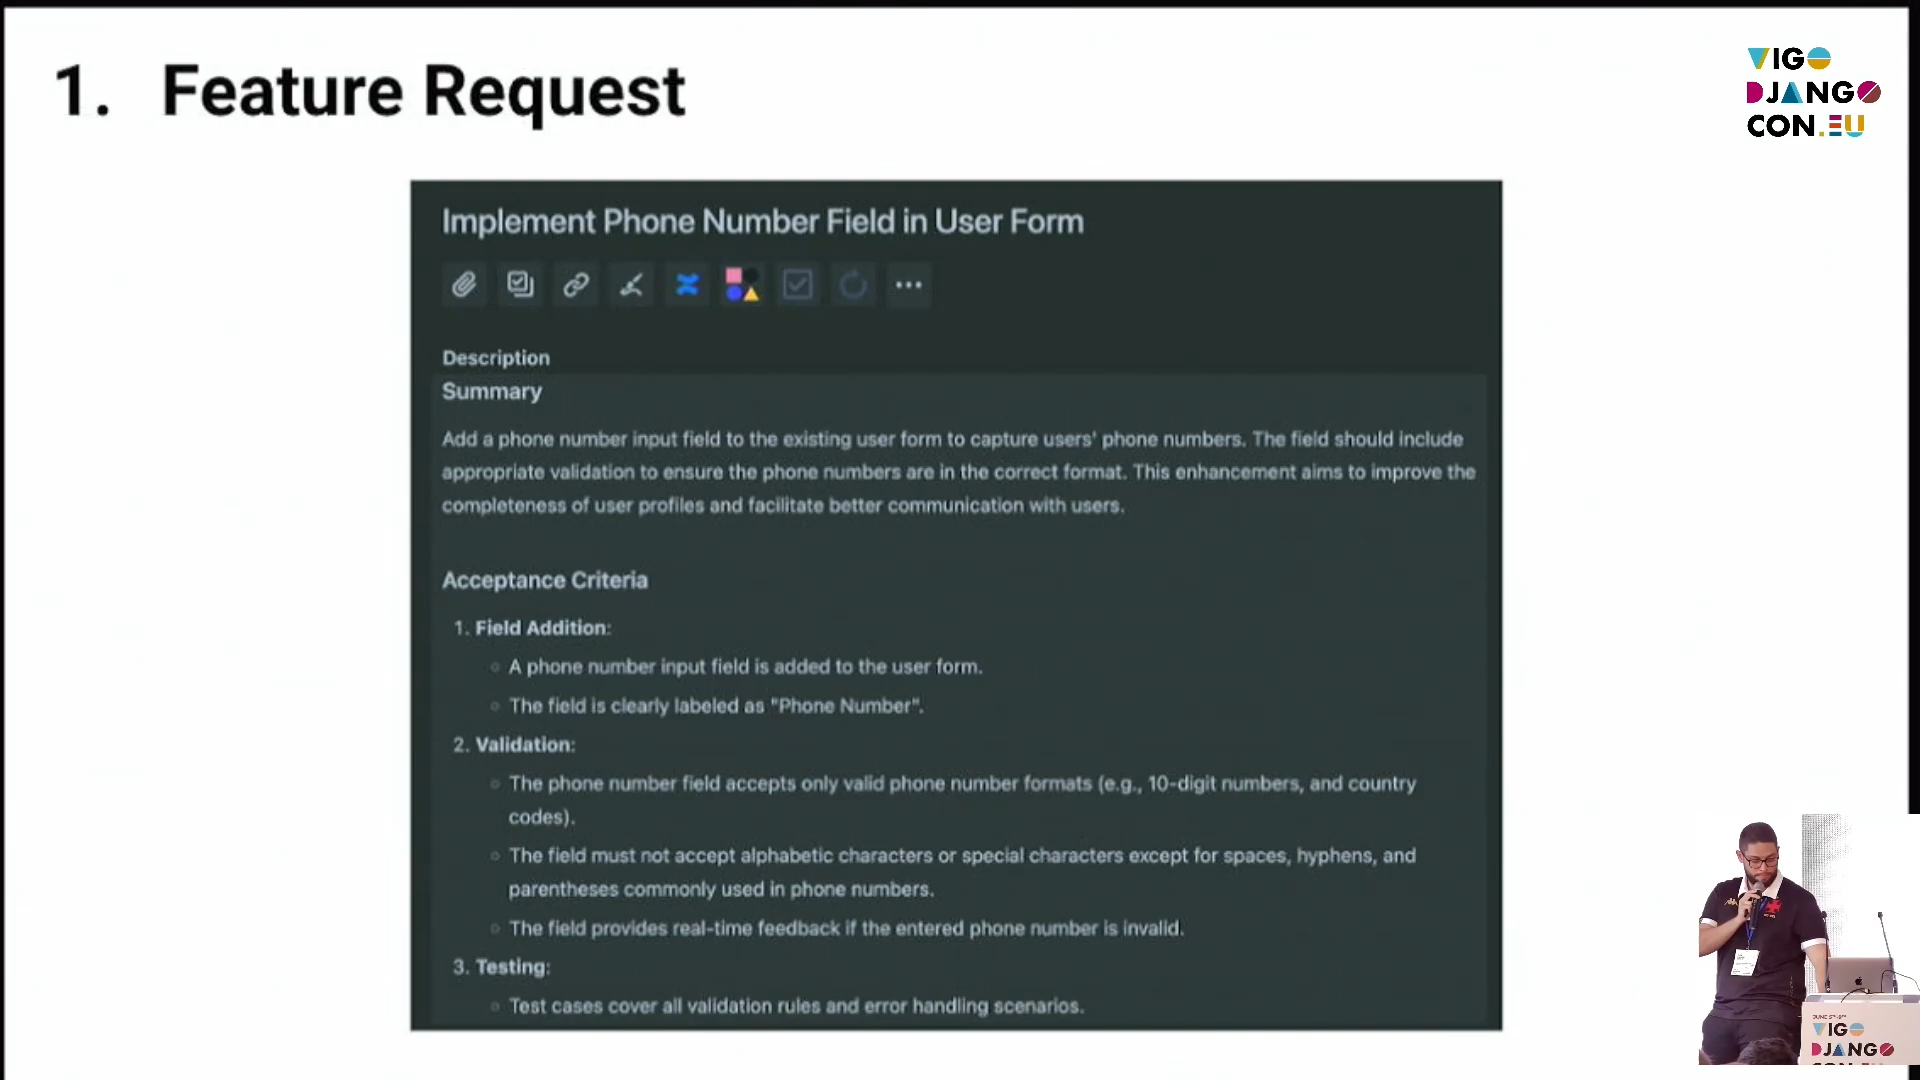 1. Feature Request
VIGO
DJANGO
CON.EU
Implement Phone Number Field in User Form
Description
Summary
Add a phone number input field to the existing user form to capture users' phone numbers. The field should include
appropriate validation to ensure the phone numbers are in the correct format. This enhancement aims to improve the
completeness of user profiles and facilitate better communication with users.
Acceptance Criteria
1. Field Addition:
A phone number input field is added to the user form.
The field is clearly labeled as "Phone Number".
2. Validation:
The phone number field accepts only valid phone number formats (e.g., 10-digit numbers, and country
codes).
The field must not accept alphabetic characters or special characters except for spaces, hyphens, and
parentheses commonly used in phone numbers.
The field provides real-time feedback if the entered phone number is invalid.
3. Testing:
Test cases cover all validation rules and error handling scenarios.
VIGO
DJANGO